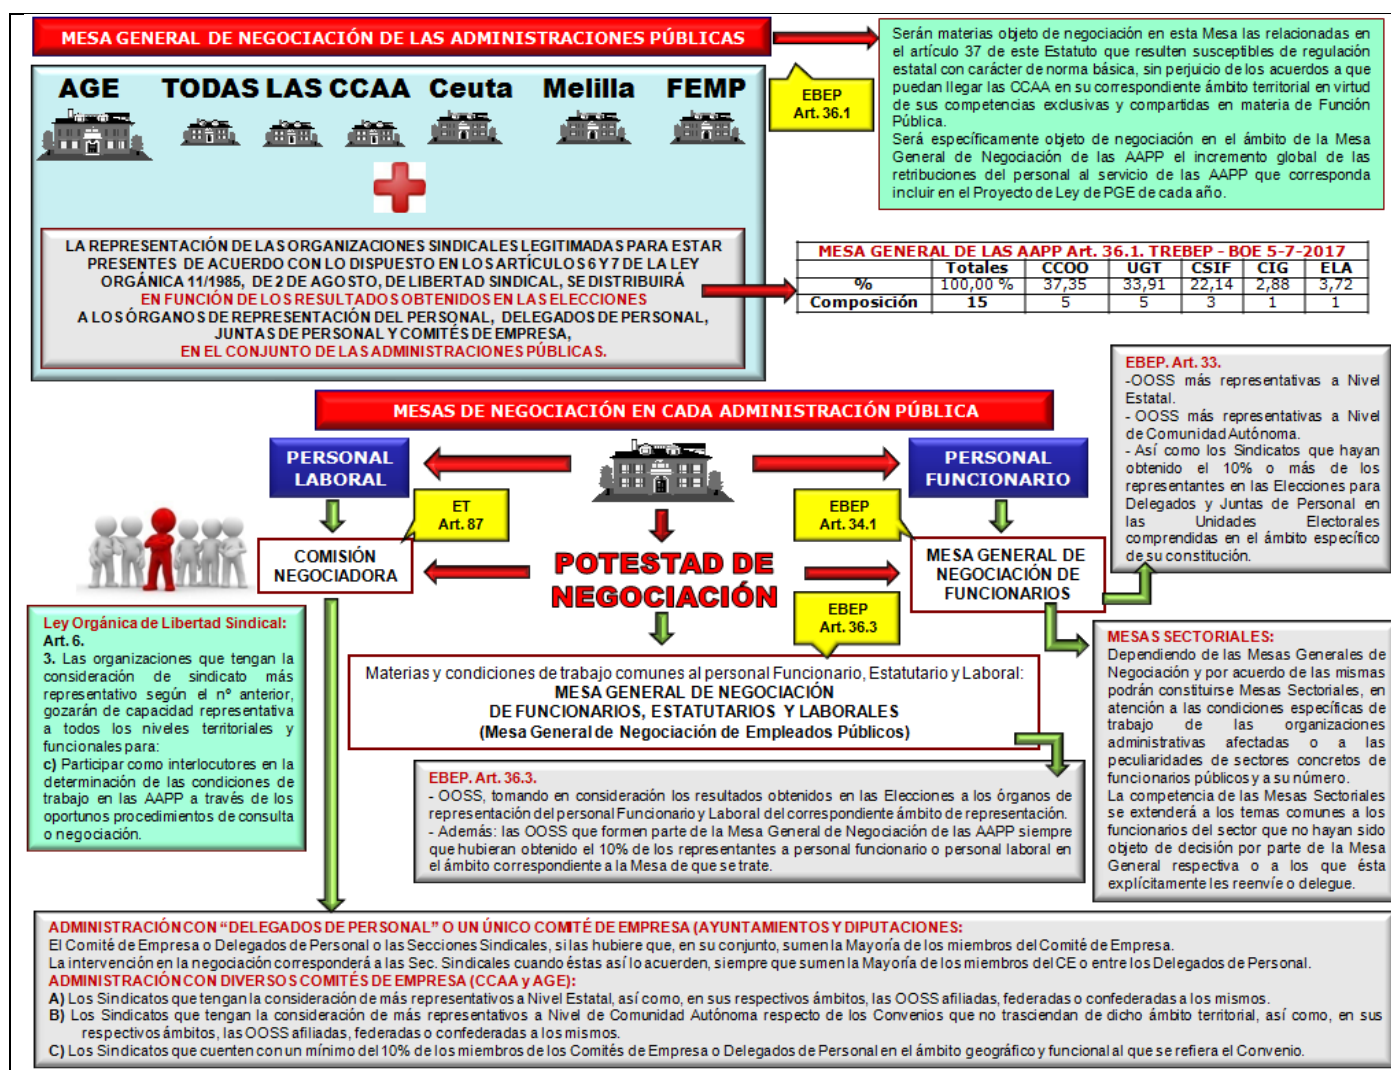 MESA GENERAL DE NEGOCIACIÓN DE LAS ADMINISTRACIONES PÚBLICAS
AGE TODAS LAS CCAA Ceuta Melilla FEMP
EBEP
Art. 36.1
Serán materias objeto de negociación en esta Mesa las relacionadas en
el artículo 37 de este Estatuto que resulten susceptibles de regulación
estatal con carácter de norma básica, sin perjuicio de los acuerdos a que
puedan llegar las CCAA en su correspondiente ámbito territorial en virtud
de sus competencias exclusivas y compartidas en materia de Función
Pública.
Será específicamente objeto de negociación en el ámbito de la Mesa
General de Negociación de las AAPP el incremento global de las
retribuciones del personal al servicio de las AAPP que corresponda
incluir en el Proyecto de Ley de PGE de cada año.
LA REPRESENTACIÓN DE LAS ORGANIZACIONES SINDICALES LEGITIMADAS PARA ESTAR
PRESENTES DE ACUERDO CON LO DISPUESTO EN LOS ARTÍCULOS 6 Y 7 DE LA LEY
ORGÁNICA 11/1985, DE 2 DE AGOSTO, DE LIBERTAD SINDICAL, SE DISTRIBUIRÁ
EN FUNCIÓN DE LOS RESULTADOS OBTENIDOS EN LAS ELECCIONES
A LOS ÓRGANOS DE REPRESENTACIÓN DEL PERSONAL, DELEGADOS DE PERSONAL,
JUNTAS DE PERSONAL Y COMITÉS DE EMPRESA,
EN EL CONJUNTO DE LAS ADMINISTRACIONES PÚBLICAS.
MESA GENERAL DE LAS AAPP Art. 36.1. TREBEP - BOE 5-7-2017
Totales CCOO UGT CSIF CIG ELA
% 100,00 % 37,35 33,91 22,14 2,88 3,72
Composición 15 5 5 3 1 1
MESAS DE NEGOCIACIÓN EN CADA ADMINISTRACIÓN PÚBLICA
PERSONAL
LABORAL
PERSONAL
FUNCIONARIO
ET
Art. 87
EBEP
Art. 34.1
COMISIÓN
NEGOCIADORA
POTESTAD DE
NEGOCIACIÓN
MESA GENERAL DE
NEGOCIACIÓN DE
FUNCIONARIOS
EBEP. Art. 33.
-OOSS más representativas a Nivel
Estatal.
- OOSS más representativas a Nivel
de Comunidad Autónoma.
- Así como los Sindicatos que hayan
obtenido el 10% o más de los
representantes en las Elecciones para
Delegados y Juntas de Personal en
las Unidades Electorales
comprendidas en el ámbito específico
de su constitución.
EBEP
Art. 36.3
Ley Orgánica de Libertad Sindical:
Art. 6.
3. Las organizaciones que tengan la
consideración de sindicato más
representativo según el nº anterior,
gozarán de capacidad representativa
a todos los niveles territoriales y
funcionales para:
c) Participar como interlocutores en la
determinación de las condiciones de
trabajo en las AAPP a través de los
oportunos procedimientos de consulta
o negociación.
Materias y condiciones de trabajo comunes al personal Funcionario, Estatutario y Laboral:
MESA GENERAL DE NEGOCIACIÓN
DE FUNCIONARIOS, ESTATUTARIOS Y LABORALES
(Mesa General de Negociación de Empleados Públicos)
MESAS SECTORIALES:
Dependiendo de las Mesas Generales de
Negociación y por acuerdo de las mismas
podrán constituirse Mesas Sectoriales, en
atención a las condiciones específicas de
trabajo de las organizaciones
administrativas afectadas o a las
peculiaridades de sectores concretos de
funcionarios públicos y a su número.
La competencia de las Mesas Sectoriales
se extenderá a los temas comunes a los
funcionarios del sector que no hayan sido
objeto de decisión por parte de la Mesa
General respectiva o a los que ésta
explícitamente les reenvíe o delegue.
EBEP. Art. 36.3.
- OOSS, tomando en consideración los resultados obtenidos en las Elecciones a los órganos de
representación del personal Funcionario y Laboral del correspondiente ámbito de representación.
- Además: las OOSS que formen parte de la Mesa General de Negociación de las AAPP siempre
que hubieran obtenido el 10% de los representantes a personal funcionario o personal laboral en
el ámbito correspondiente a la Mesa de que se trate.
ADMINISTRACIÓN CON "DELEGADOS DE PERSONAL" O UN ÚNICO COMITÉ DE EMPRESA (AYUNTAMIENTOS Y DIPUTACIONES:
El Comité de Empresa o Delegados de Personal o las Secciones Sindicales, si las hubiere que, en su conjunto, sumen la Mayoría de los miembros del Comité de Empresa.
La intervención en la negociación corresponderá a las Sec. Sindicales cuando éstas así lo acuerden, siempre que sumen la Mayoría de los miembros del CE o entre los Delegados de Personal.
ADMINISTRACIÓN CON DIVERSOS COMITÉS DE EMPRESA (CCAA y AGE):
A) Los Sindicatos que tengan la consideración de más representativos a Nivel Estatal, así como, en sus respectivos ámbitos, las OOSS afiliadas, federadas o confederadas a los mismos.
B) Los Sindicatos que tengan la consideración de más representativos a Nivel de Comunidad Autónoma respecto de los Convenios que no trasciendan de dicho ámbito territorial, así como, en sus
respectivos ámbitos, las OOSS afiliadas, federadas o confederadas a los mismos.
C) Los Sindicatos que cuenten con un mínimo del 10% de los miembros de los Comités de Empresa o Delegados de Personal en el ámbito geográfico y funcional al que se refiera el Convenio.